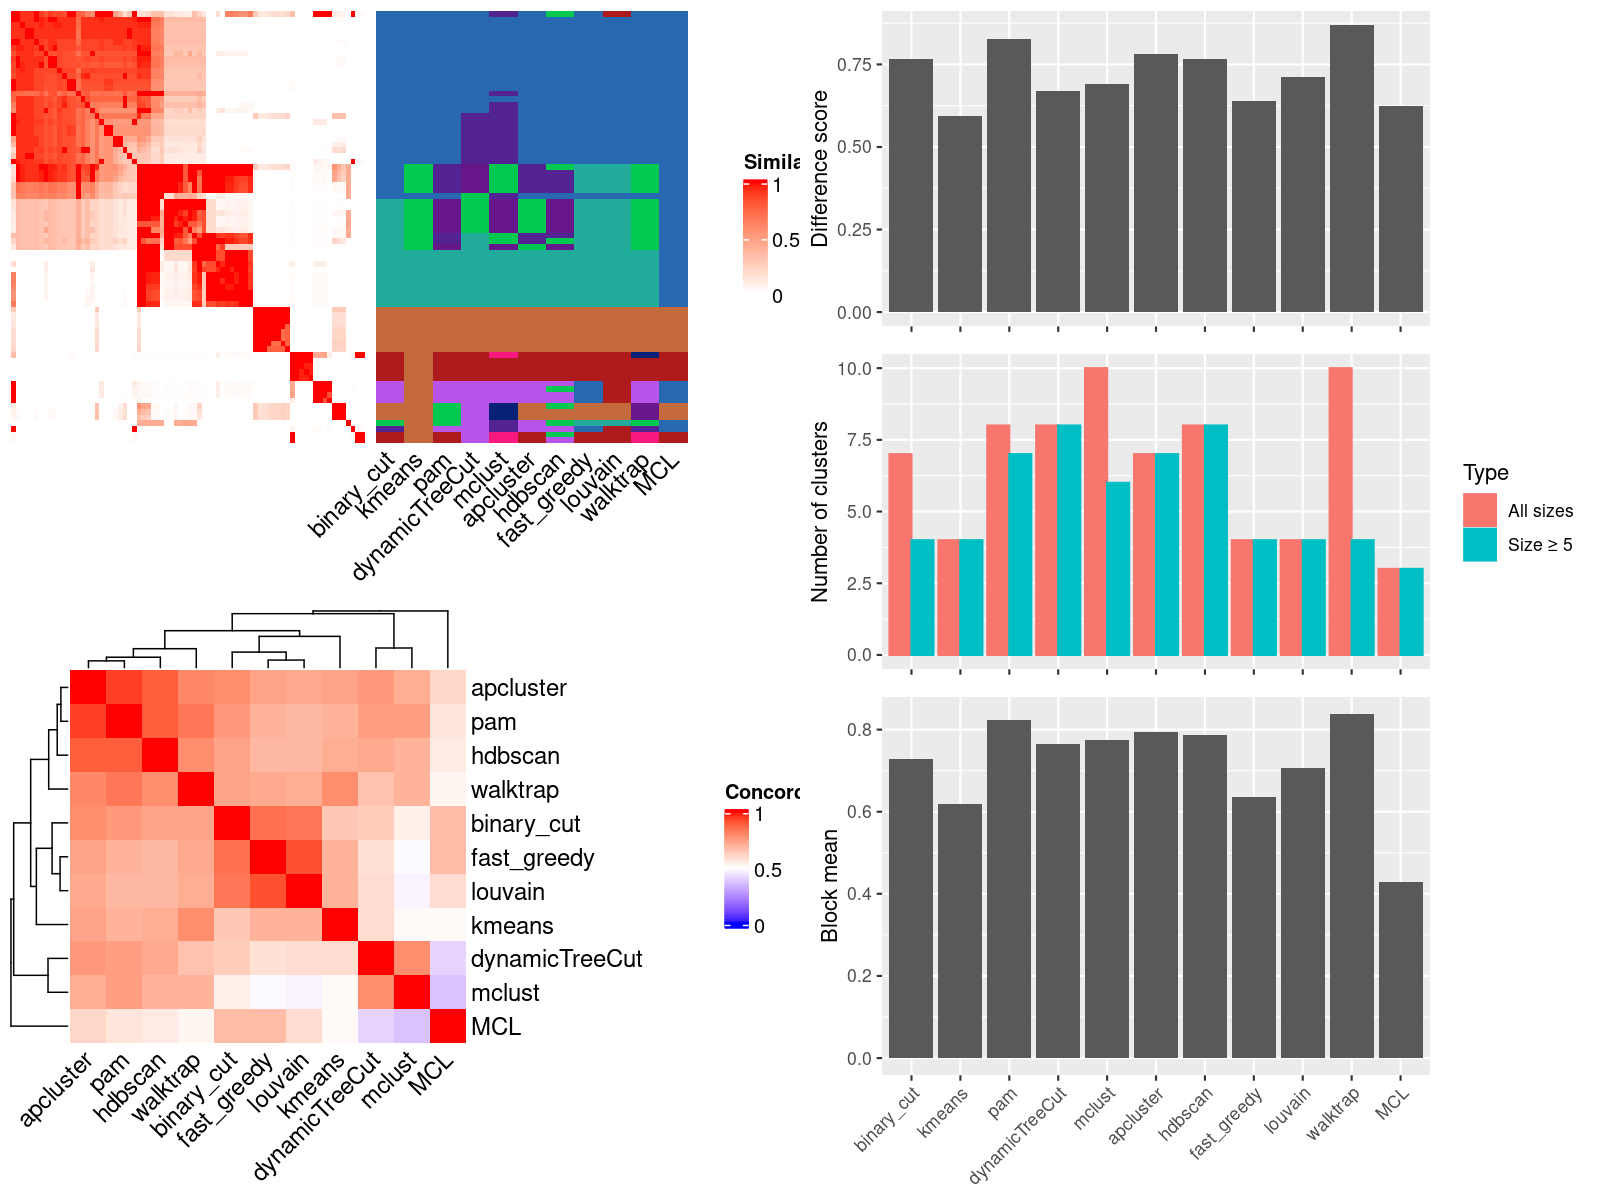 Simila
1
0.5
0
binary_cut
kmeans
pam
dynamicTreeCut
mclust
apcluster
hdbscan
fast_greedy
louvain
walktrap
MCL
apcluster
pam
hdbscan
walktrap
binary_cut
fast_greedy
louvain
kmeans
dynamicTreeCut
mclust
MCL
apcluster
pam
hdbscan
walktrap
binary_cut
fast_greedy
louvain
kmeans
dynamicTreeCut
mclust
MCL
Concord
1
0.5
0
Difference score
0.75
0.50
0.25
0.00
Number of clusters
10.0
7.5
5.0
2.5
0.0
Type
All sizes
Size ≥ 5
Block mean
0.8
0.6
0.4
0.2
0.0
binary_cut
kmeans
pam
dynamicTreeCut
mclust
apcluster
hdbscan
fast_greedy
louvain
walktrap
MCL